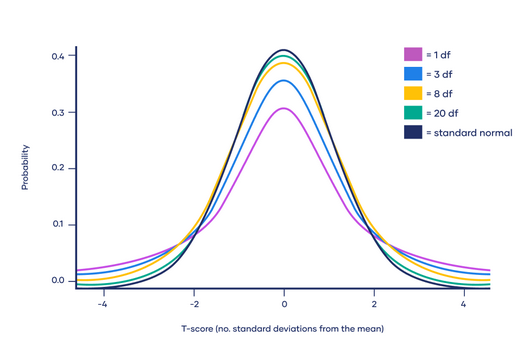 0.4
0.3
0.2
0.1
0.0
Probability
-4
-2
0
2
4
T-score (no. standard deviations from the mean)
= 1 df
= 3 df
= 8 df
= 20 df
= standard normal